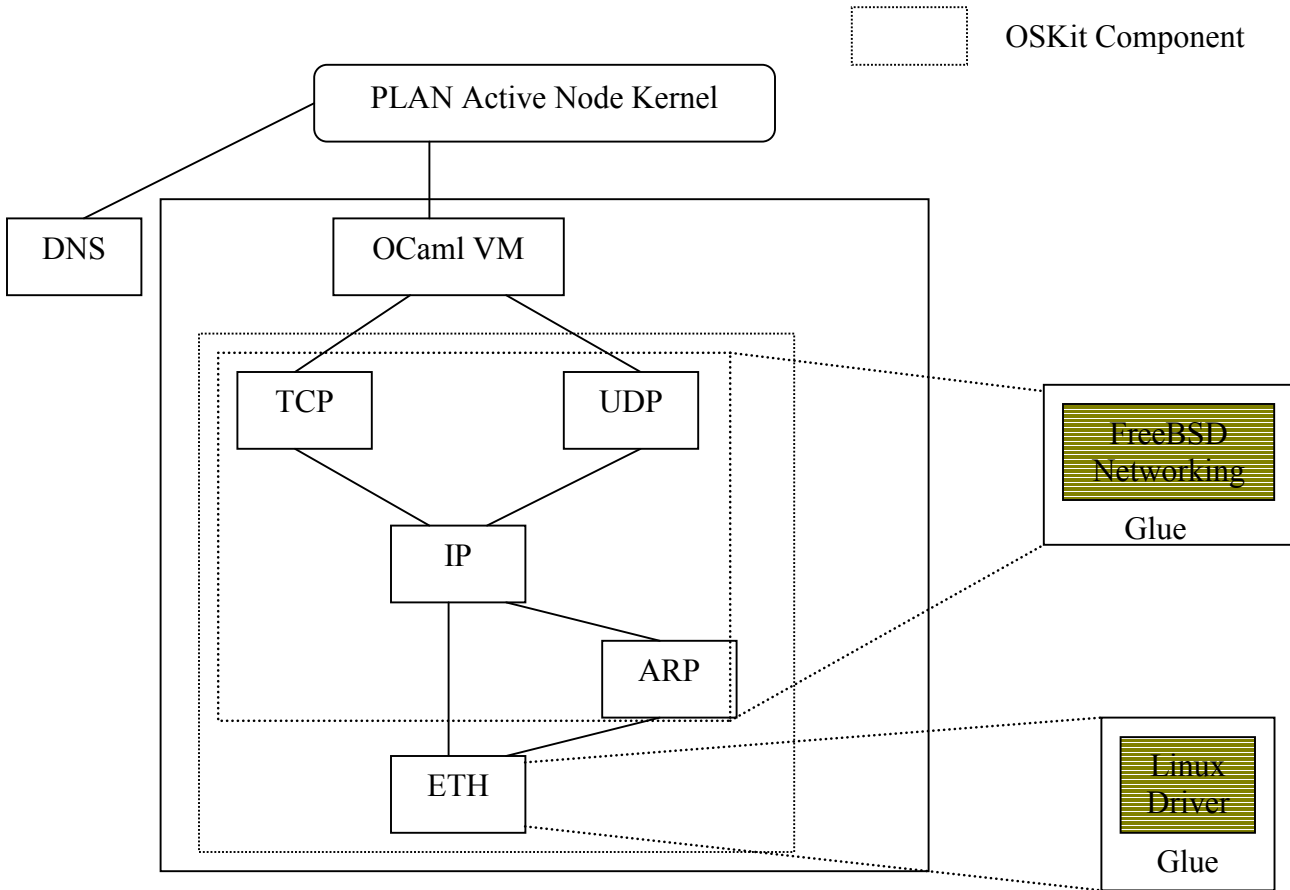 OSKit Component
PLAN Active Node Kernel
DNS
OCaml VM
TCP
UDP
FreeBSD
Networking
Glue
IP
ARP
ETH
Linux
Driver
Glue